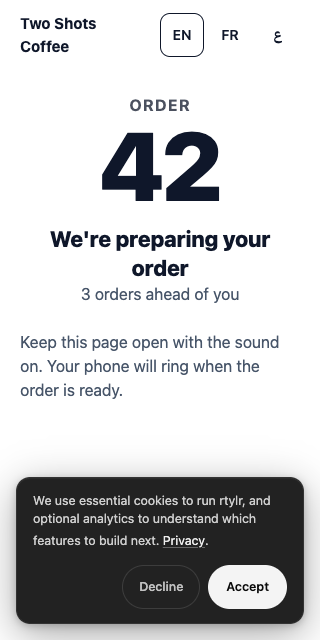 Two Shots
Coffee
EN
FR
ع
ORDER
42
We're preparing your
order
3 orders ahead of you
Keep this page open with the sound
on. Your phone will ring when the
order is ready.
We use essential cookies to run rtylr, and
optional analytics to understand which
features to build next. Privacy.
Decline
Accept